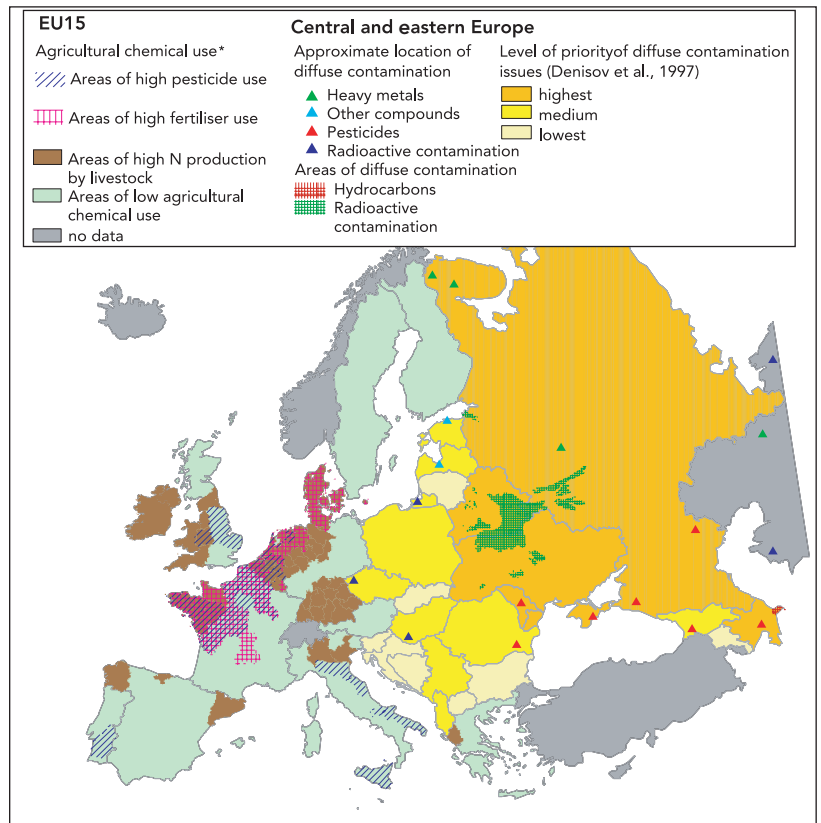 EU15
Agricultural chemical use*
Areas of high pesticide use
Areas of high fertiliser use
Areas of high N production
by livestock
Areas of low agricultural
chemical use
no data
Central and eastern Europe
Approximate location of
diffuse contamination
Heavy metals
Other compounds
Pesticides
Radioactive contamination
Areas of diffuse contamination
Hydrocarbons
Radioactive
contamination
Level of priorityof diffuse contamination
issues (Denisov et al., 1997)
highest
medium
lowest